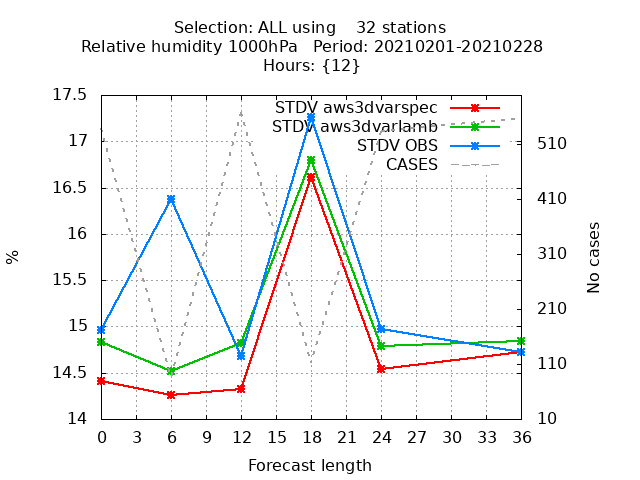 Selection: ALL using    32 stations
Relative humidity 1000hPa   Period: 20210201-20210228
Hours: {12}
17.5
17
16.5
16
15.5
15
14.5
14
%
STDV aws3dvarspec
STDV aws3dvarlamb
STDV OBS
CASES
510
410
310
210
110
10
No cases
0 3 6 9 12 15 18 21 24 27 30 33 36
Forecast length